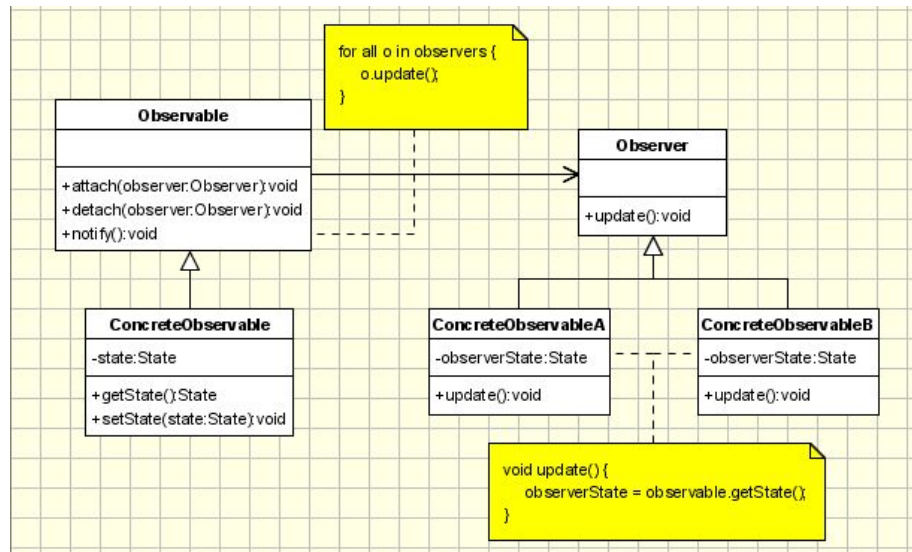 for all o in observers {
o.update();
}
Observable
+attach(observer:Observer):void
+detach(observer:Observer):void
+notify():void
Observer
+update():void
ConcreteObservable
-state:State
+getState():State
+setState(state:State):void
ConcreteObservableA
-observerState:State
+update():void
ConcreteObservableB
-observerState:State
+update():void
void update() {
observerState = observable.getState();
}